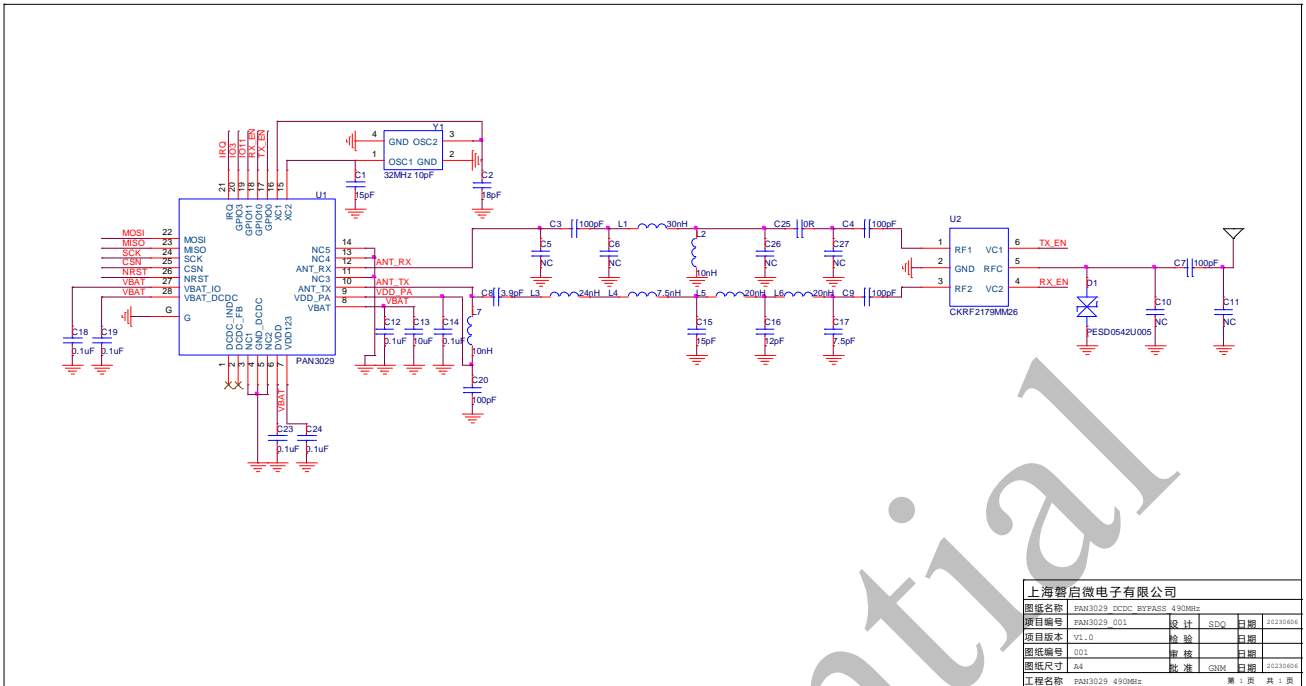 Y1
4 GND OSC2 3
1 OSC1 GND 2
32MHz 10pF
C1
15pF
C2
18pF
IRQ
IO3
IO11
RX_EN
TX_EN
21
20
19
18
17
16
15
U1
IRQ
GPIO3
GPIO11
GPIO10
GPIO0
XC1
XC2
MOSI 22 MOSI
MISO 23 MISO
SCK 24 SCK
CSN 25 CSN
NRST 26 NRST
VBAT 27 VBAT_IO
VBAT 28 VBAT_DCDC
G G
NC5 14
NC4 13
ANT_RX 12 ANT_RX
NC3 11
ANT_TX 10 ANT_TX
VDD_PA 9 VDD_PA
VBAT 8 VBAT
DCDC_IND
DCDC_FB
NC1
GND_DCDC
NC2
DVDD
VDD123
PAN3029
1
2
3
4
5
6
7
VBAT
C18
0.1uF
C19
0.1uF
C23
0.1uF
C24
0.1uF
C12
0.1uF
C13
10uF
C14
0.1uF
L7
10nH
C20
100pF
C3 100pF
L1 30nH
C5
NC
C6
NC
L2
10nH
C25 0R
C26
NC
C27
NC
C4 100pF
C8 3.9pF
L3 24nH
L4 7.5nH
L5 20nH
L6 20nH
C9 100pF
C15
15pF
C16
12pF
C17
7.5pF
U2
1 RF1 VC1 6 TX_EN
2 GND RFC 5
3 RF2 VC2 4 RX_EN
CKRF2179MM26
D1
PESD0542U005
C10
NC
C7 100pF
C11
NC
ntial
上海磐启微电子有限公司
图纸名称 PAN3029_DCDC_BYPASS_490MHz
项目编号 PAN3029_001 设 计 SDQ 日期 20230606
项目版本 V1.0 检 验 日期
图纸编号 001 审 核 日期
图纸尺寸 A4 批 准 GNM 日期 20230606
工程名称 PAN3029_490MHz 第 1 页 共 1 页